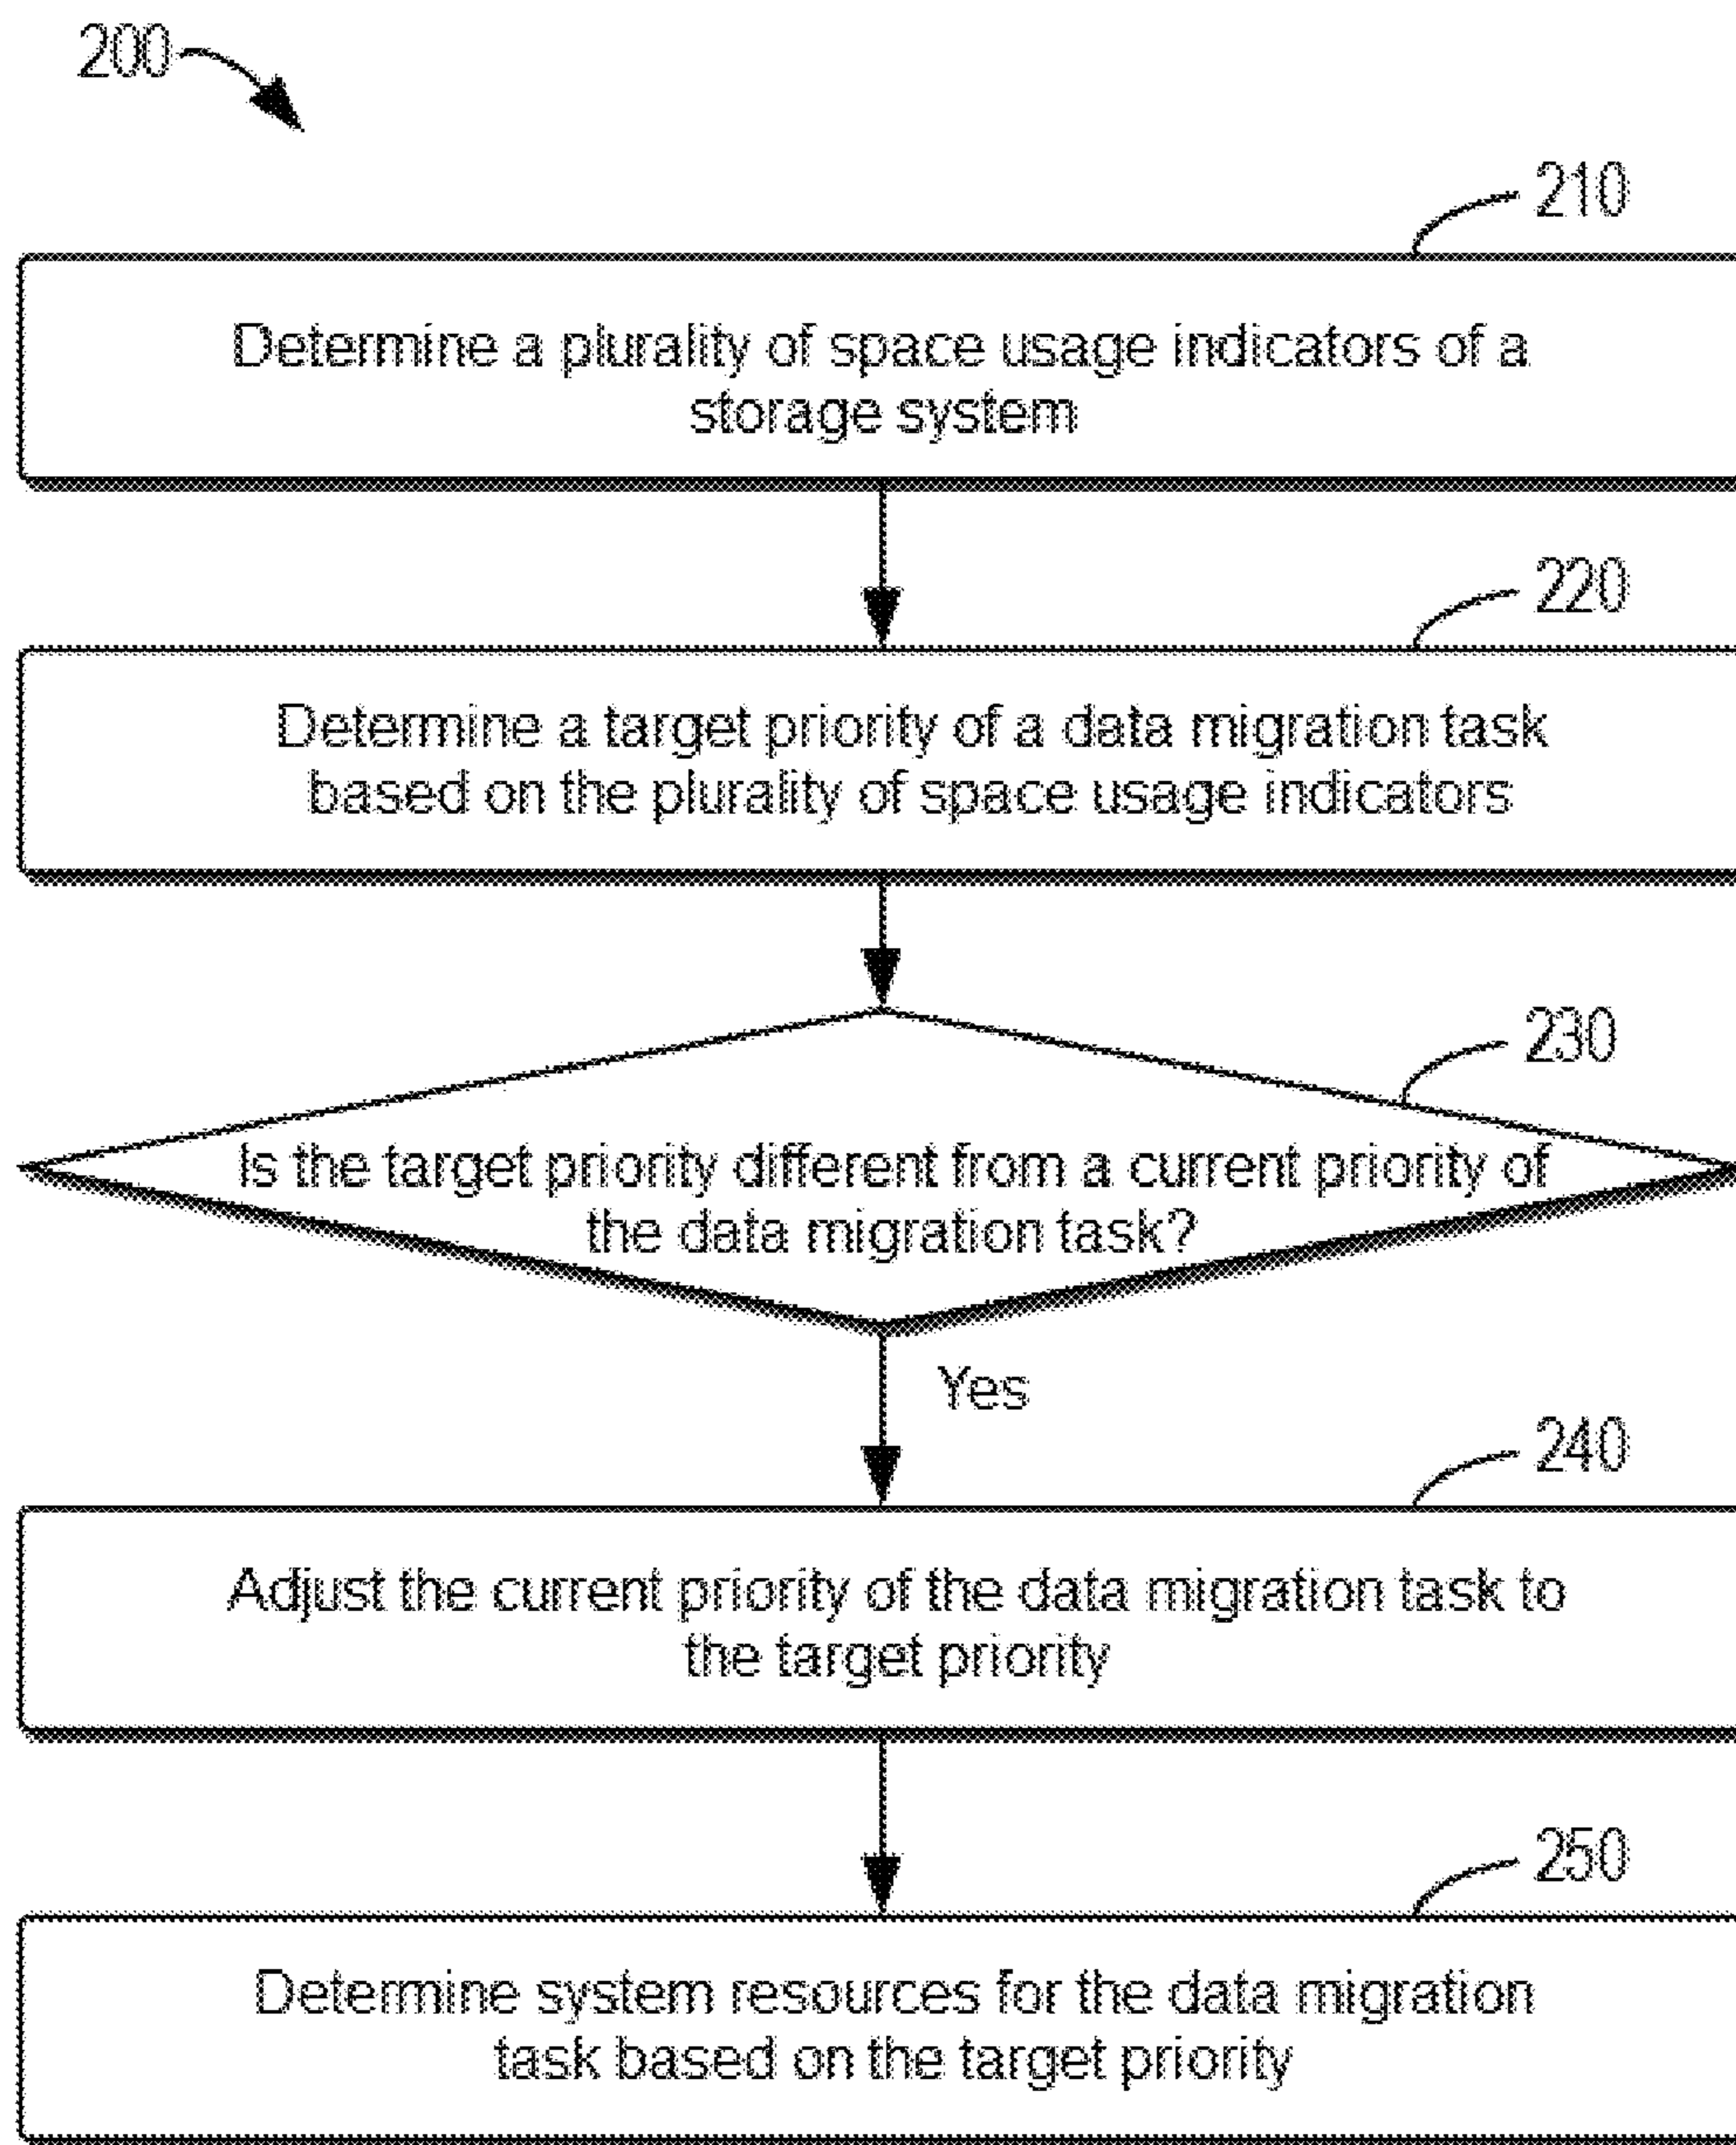 200
210
Determine a plurality of space usage indicators of a
storage system
220
Determine a target priority of a data migration task
based on the plurality of space usage indicators
230
Is the target priority different from a current priority of
the data migration task?
Yes
240
Adjust the current priority of the data migration task to
the target priority
250
Determine system resources for the data migration
task based on the target priority